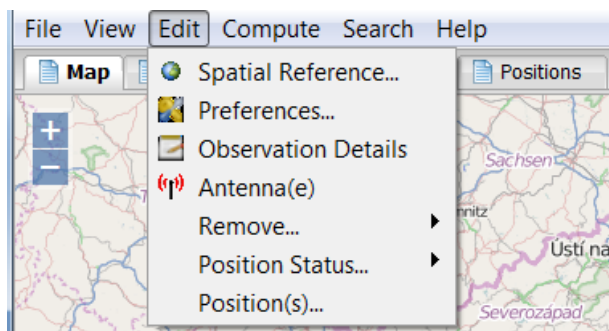 File View Edit Compute Search Help
Map Positions
Spatial Reference...
Preferences...
Observation Details
Antenna(e)
Remove...
Position Status...
Position(s)...
+
−
Sachsen
Ústí na
Severozápad